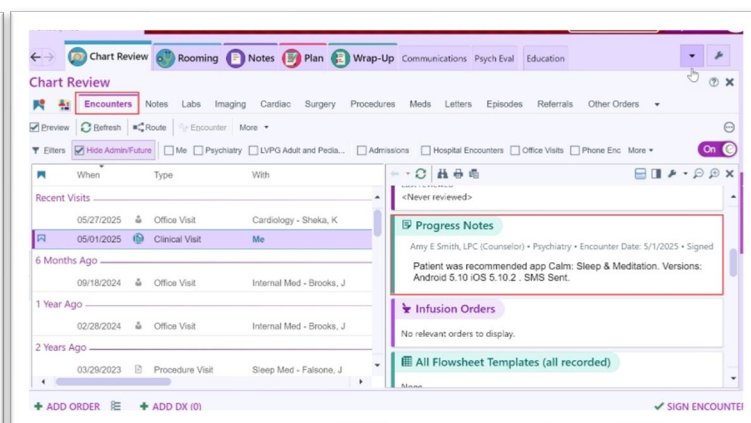 Chart Review Rooming Notes Plan Wrap-Up Communications Psych Eval Education
Chart Review
Encounters Notes Labs Imaging Cardiac Surgery Procedures Meds Letters Episodes Referrals Other Orders
Preview Refresh Route Encounter More
Filters Hide Admin/Future Me Psychiatry LVPG Adult and Pedia... Admissions Hospital Encounters Office Visits Phone Enc More On
When Type With
Recent Visits
05/27/2025 Office Visit Cardiology - Sheka, K
05/01/2025 Clinical Visit Me
6 Months Ago
09/18/2024 Office Visit Internal Med - Brooks, J
1 Year Ago
02/28/2024 Office Visit Internal Med - Brooks, J
2 Years Ago
03/29/2023 Procedure Visit Sleep Med - Falsone, J
<Never reviewed>
Progress Notes
Amy E Smith, LPC (Counselor) • Psychiatry • Encounter Date: 5/1/2025 • Signed
Patient was recommended app Calm: Sleep & Meditation. Versions:
Android 5.10 iOS 5.10.2 . SMS Sent.
Infusion Orders
No relevant orders to display.
All Flowsheet Templates (all recorded)
None
+ ADD ORDER + ADD DX (0) SIGN ENCOUNTER